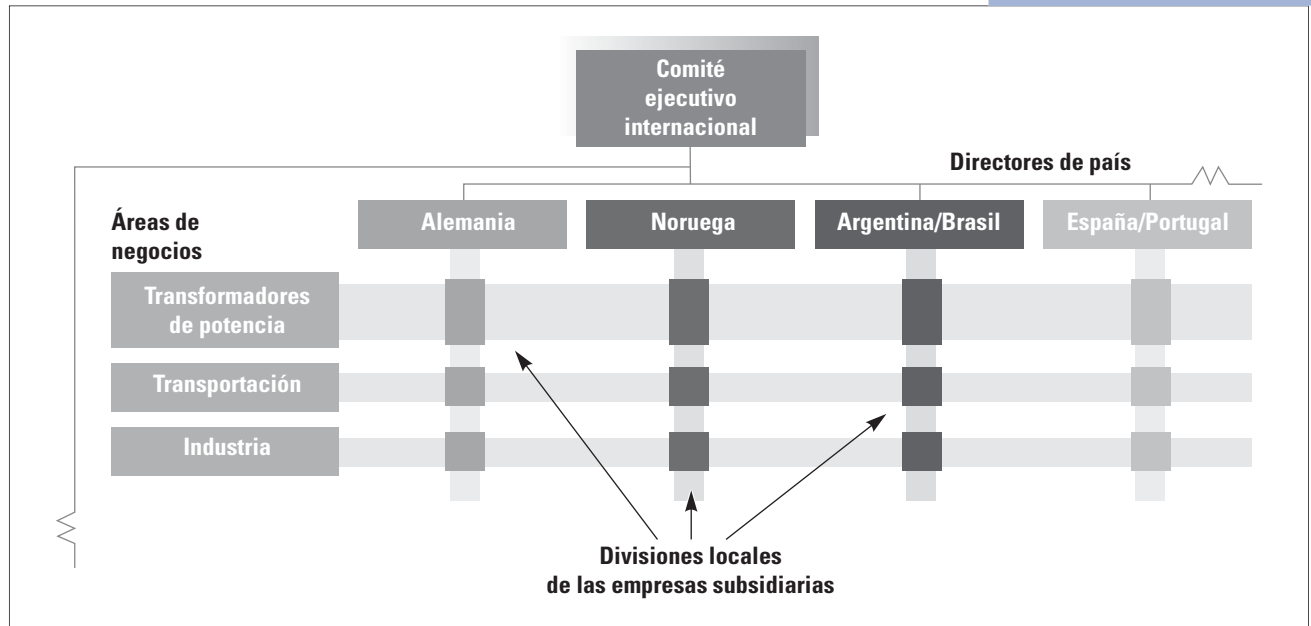 Comité
ejecutivo
internacional
Directores de país
Áreas de
negocios
Alemania
Noruega
Argentina/Brasil
España/Portugal
Transformadores
de potencia
Transportación
Industria
Divisiones locales
de las empresas subsidiarias